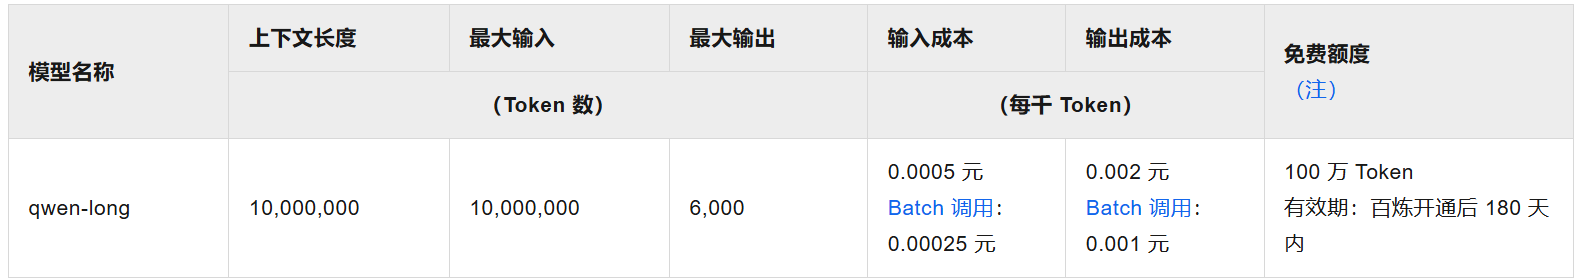 模型名称
上下文长度
最大输入
最大输出
输入成本
输出成本
免费额度
（注）
（Token 数）
（每千 Token）
qwen-long
10,000,000
10,000,000
6,000
0.0005 元
Batch 调用：
0.00025 元
0.002 元
Batch 调用：
0.001 元
100 万 Token
有效期：百炼开通后 180 天
内